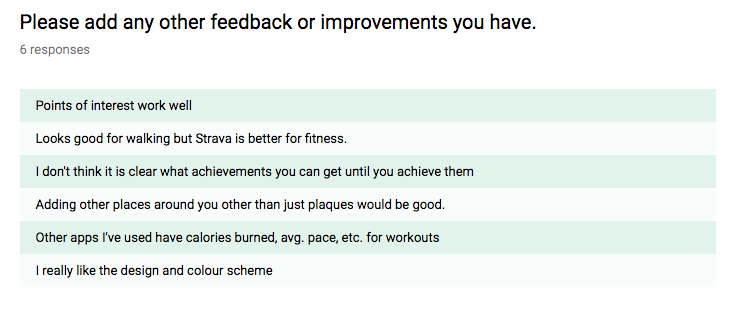 Please add any other feedback or improvements you have.
6 responses
Points of interest work well
Looks good for walking but Strava is better for fitness.
I don't think it is clear what achievements you can get until you achieve them
Adding other places around you other than just plaques would be good.
Other apps I've used have calories burned, avg. pace, etc. for workouts
I really like the design and colour scheme